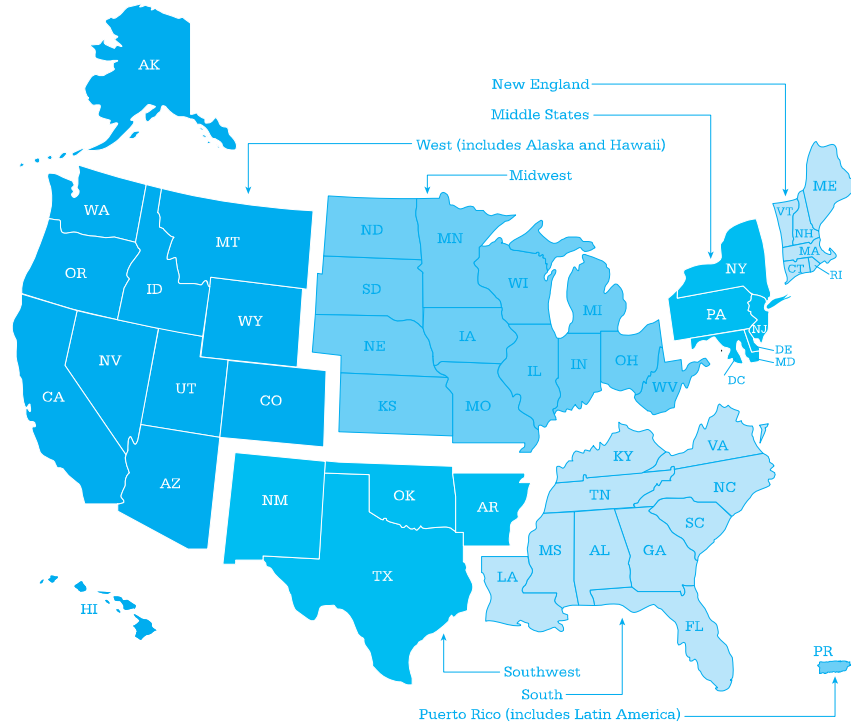 AK
New England
Middle States
West (includes Alaska and Hawaii)
Midwest
ME
VT
NH
MA
CT
RI
WA
MT
ND
MN
OR
ID
WY
SD
WI
MI
NY
PA
NJ
DE
MD
DC
NV
UT
CO
CA
AZ
NE
IA
KS
MO
IL
IN
OH
WV
KY
VA
TN
NC
SC
NM
OK
AR
TX
MS
AL
GA
LA
FL
HI
PR
Southwest
South
Puerto Rico (includes Latin America)